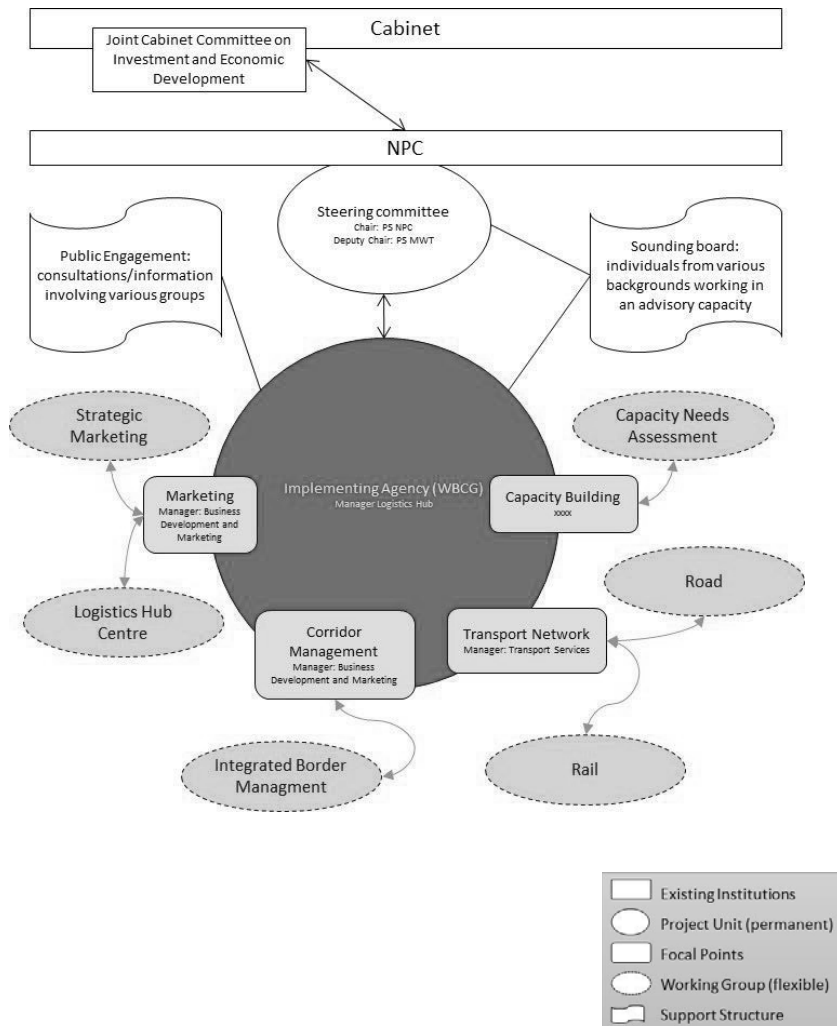 Cabinet
Joint Cabinet Committee on
Investment and Economic
Development
NPC
Steering committee
Chair: PS NPC
Deputy Chair: PS MWT
Public Engagement:
consultations/information
involving various groups
Sounding board:
individuals from various
backgrounds working in
an advisory capacity
Strategic
Marketing
Capacity Needs
Assessment
Implementing Agency (WBCG)
Manager Logistics Hub
Marketing
Manager: Business
Development and
Marketing
Capacity Building
xxxx
Logistics Hub
Centre
Road
Corridor
Management
Manager: Business
Development and Marketing
Transport Network
Manager: Transport Services
Integrated Border
Managment
Rail
Existing Institutions
Project Unit (permanent)
Focal Points
Working Group (flexible)
Support Structure